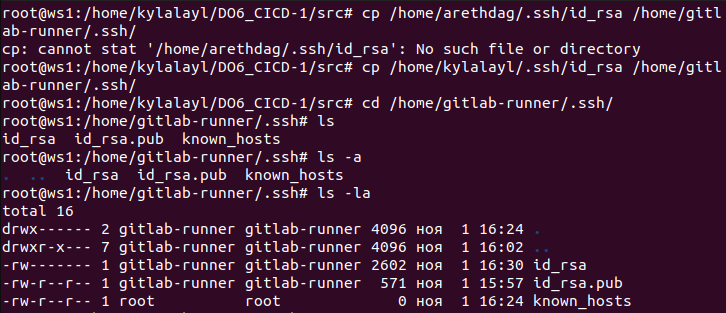 root@ws1:/home/kylalayl/DO6_CICD-1/src# cp /home/arethdag/.ssh/id_rsa /home/gitl
ab-runner/.ssh/
cp: cannot stat '/home/arethdag/.ssh/id_rsa': No such file or directory
root@ws1:/home/kylalayl/DO6_CICD-1/src# cp /home/kylalayl/.ssh/id_rsa /home/gitl
ab-runner/.ssh/
root@ws1:/home/kylalayl/DO6_CICD-1/src# cd /home/gitlab-runner/.ssh/
root@ws1:/home/gitlab-runner/.ssh# ls
id_rsa  id_rsa.pub  known_hosts
root@ws1:/home/gitlab-runner/.ssh# ls -a
.  ..  id_rsa  id_rsa.pub  known_hosts
root@ws1:/home/gitlab-runner/.ssh# ls -la
total 16
drwx------ 2 gitlab-runner gitlab-runner 4096 ноя  1 16:24 .
drwxr-x--- 7 gitlab-runner gitlab-runner 4096 ноя  1 16:02 ..
-rw------- 1 gitlab-runner gitlab-runner 2602 ноя  1 16:30 id_rsa
-rw-r--r-- 1 gitlab-runner gitlab-runner  571 ноя  1 15:57 id_rsa.pub
-rw-r--r-- 1 root          root             0 ноя  1 16:24 known_hosts